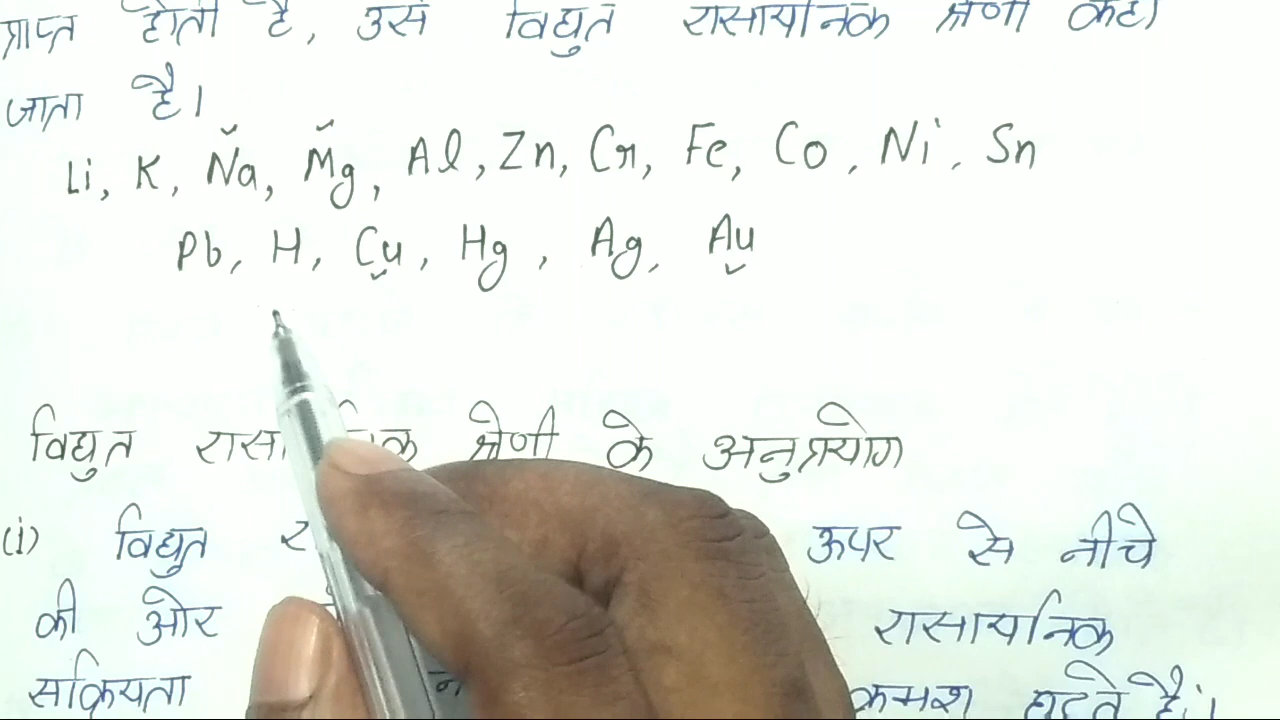 प्राप्त होती है, उसे विद्युत रासायनिक श्रेणी कहा
जाता है।
Li, K, Na, Mg, Al, Zn, Cr, Fe, Co, Ni, Sn
Pb, H, Cu, Hg, Ag, Au
विद्युत श्रेणी के अनुप्रयोग
(i) विद्युत ऊपर से नीचे
की ओर रासायनिक
सक्रियता क्रमश घटते है।